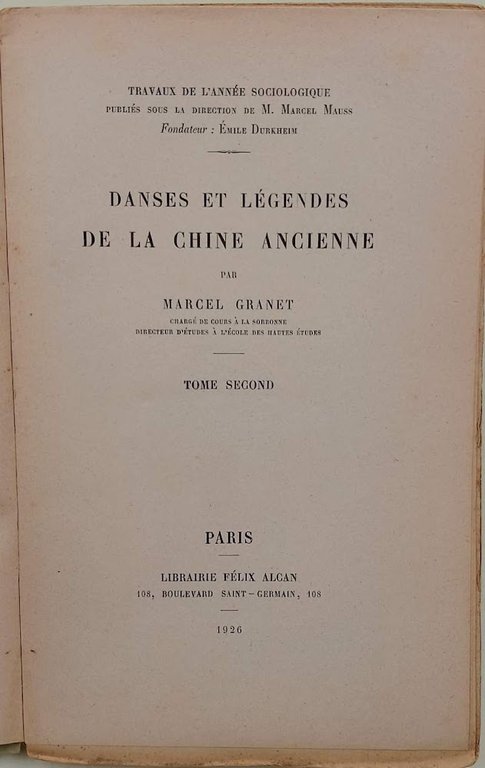 TRAVAUX DE L'ANNÉE SOCIOLOGIQUE
PUBLIÉS SOUS LA DIRECTION DE M. MARCEL MAUSS
Fondateur : ÉMILE DURKHEIM
DANSES ET LÉGENDES
DE LA CHINE ANCIENNE
PAR
MARCEL GRANET
CHARGÉ DE COURS À LA SORBONNE
DIRECTEUR D'ÉTUDES À L'ÉCOLE DES HAUTES ÉTUDES
TOME SECOND
PARIS
LIBRAIRIE FÉLIX ALCAN
108, BOULEVARD SAINT-GERMAIN, 108
1926